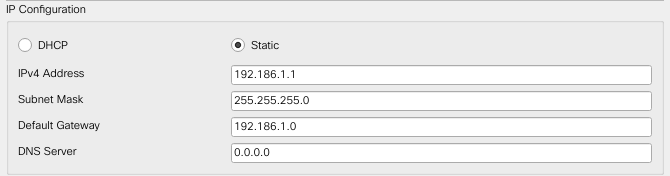 IP Configuration
DHCP Static
IPv4 Address 192.186.1.1
Subnet Mask 255.255.255.0
Default Gateway 192.186.1.0
DNS Server 0.0.0.0